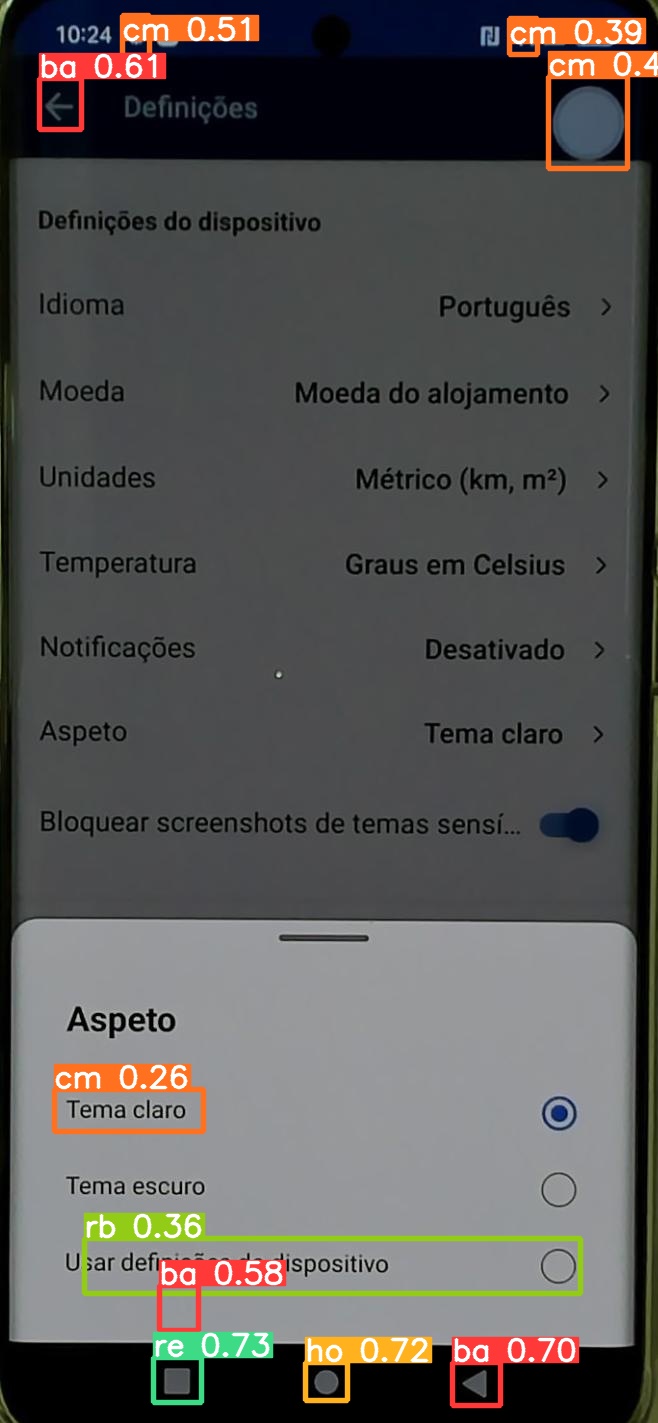 10:24 cm 0.51 cm 0.39
ba 0.61 cm 0.4
Definições
Definições do dispositivo
Idioma Português
Moeda Moeda do alojamento
Unidades Métrico (km, m²)
Temperatura Graus em Celsius
Notificações Desativado
Aspeto Tema claro
Bloquear screenshots de temas sensí...
Aspeto
cm 0.26
Tema claro
Tema escuro
rb 0.36
Usar definições do dispositivo
ba 0.58
re 0.73 ho 0.72 ba 0.70